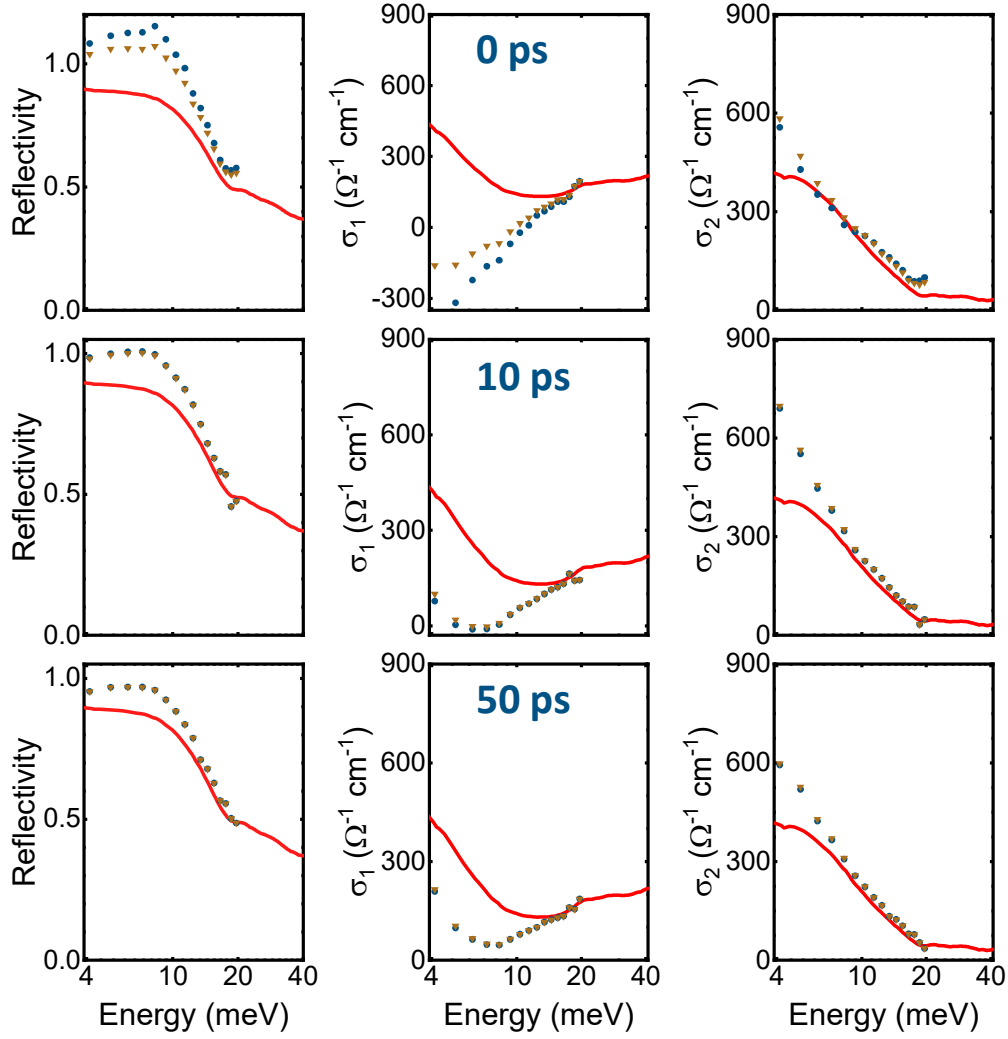 1.0
0.5
0.0
Reflectivity
900
600
300
0
-300
σ₁ (Ω⁻¹ cm⁻¹)
0 ps
900
600
300
0
σ₂ (Ω⁻¹ cm⁻¹)
1.0
0.5
0.0
Reflectivity
900
600
300
0
σ₁ (Ω⁻¹ cm⁻¹)
10 ps
900
600
300
0
σ₂ (Ω⁻¹ cm⁻¹)
1.0
0.5
0.0
Reflectivity
900
600
300
0
σ₁ (Ω⁻¹ cm⁻¹)
50 ps
900
600
300
0
σ₂ (Ω⁻¹ cm⁻¹)
4 10 20 40
4 10 20 40
4 10 20 40
Energy (meV)
Energy (meV)
Energy (meV)